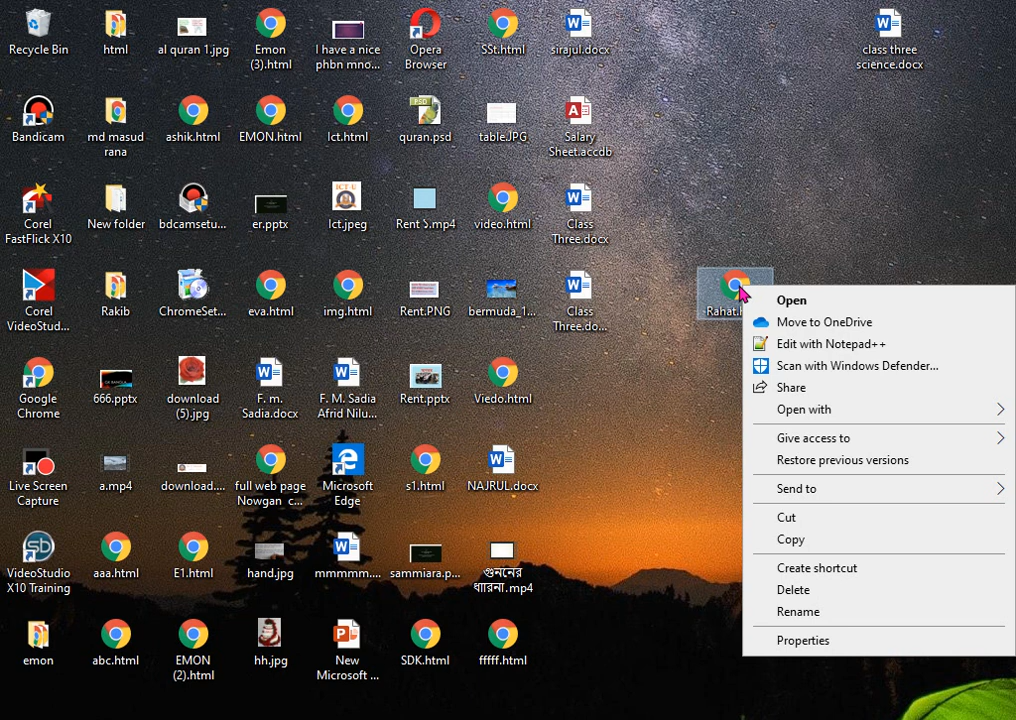 Recycle Bin
html
al quran 1.jpg
Emon
(3).html
I have a nice
phbn mno...
Opera
Browser
SSt.html
sirajul.docx
class three
science.docx
Bandicam
md masud
rana
ashik.html
EMON.html
Ict.html
quran.psd
table.JPG
Salary
Sheet.accdb
Corel
FastFlick X10
New folder
bdcamsetu...
er.pptx
Ict.jpeg
Rent ১.mp4
video.html
Class
Three.docx
Corel
VideoStud...
Rakib
ChromeSet...
eva.html
img.html
Rent.PNG
bermuda_1...
Class
Three.do...
Google
Chrome
666.pptx
download
(5).jpg
F. m.
Sadia.docx
F. M. Sadia
Afrid Nilu...
Rent.pptx
Viedo.html
Live Screen
Capture
a.mp4
download....
full web page
Nowgan c...
Microsoft
Edge
s1.html
NAJRUL.docx
VideoStudio
X10 Training
aaa.html
E1.html
hand.jpg
mmmmm....
sammiara.p...
গুননের
ধাারনা.mp4
emon
abc.html
EMON
(2).html
hh.jpg
New
Microsoft ...
SDK.html
fffff.html
Open
Move to OneDrive
Edit with Notepad++
Scan with Windows Defender...
Share
Open with
Give access to
Restore previous versions
Send to
Cut
Copy
Create shortcut
Delete
Rename
Properties